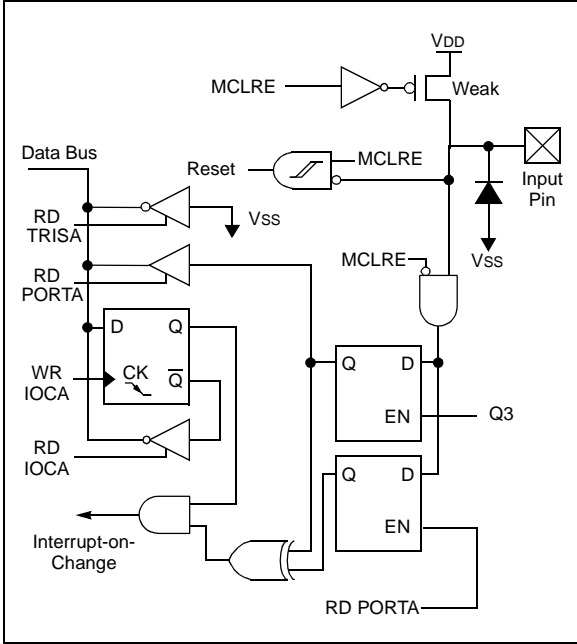 VDD
MCLRE
Weak
Data Bus
Reset
MCLRE
Input
Pin
RD
TRISA
VSS
VSS
RD
PORTA
MCLRE
D Q
Q D
WR
IOCA
CK
Q̅
EN
Q3
RD
IOCA
Q D
EN
Interrupt-on-
Change
RD PORTA